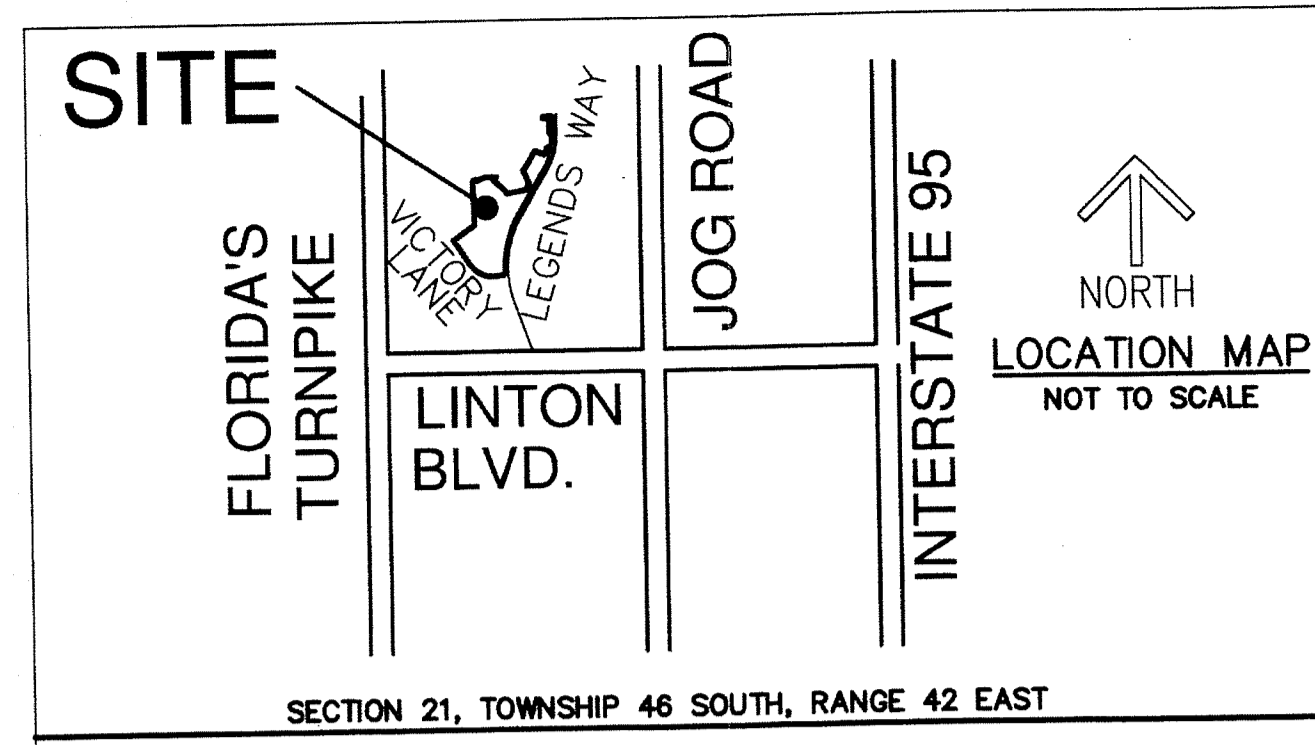 SITE
VICTORY
LANE
LEGENDS WAY
FLORIDA'S
TURNPIKE
JOG ROAD
INTERSTATE 95
LINTON
BLVD.
NORTH
LOCATION MAP
NOT TO SCALE
SECTION 21, TOWNSHIP 46 SOUTH, RANGE 42 EAST